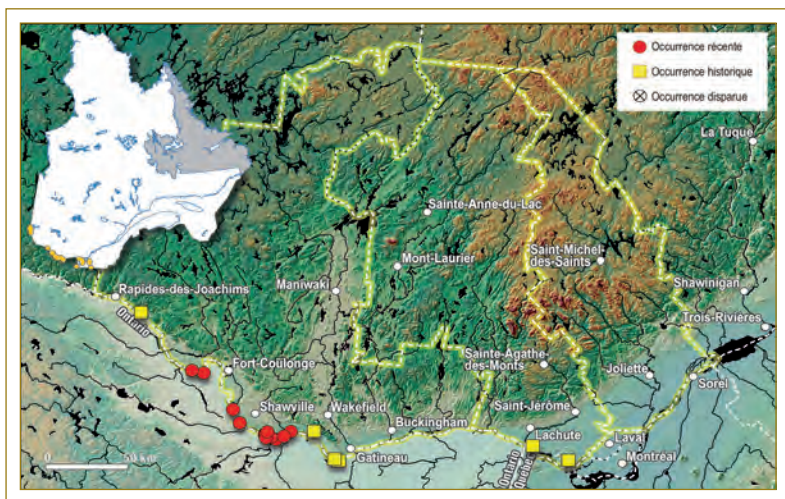 Occurrence récente
Occurrence historique
Occurrence disparue
La Tuque
Sainte-Anne-du-Lac
Saint-Michel-
des-Saints
Mont-Laurier
Maniwaki
Rapides-des-Joachims
Shawinigan
Trois-Rivières
Ontario
Fort-Coulonge
Sainte-Agathe-
des-Monts
Joliette
Sorel
Shawville
Wakefield
Saint-Jérôme
Buckingham
Lachute
Laval
Gatineau
Montréal
Ontario
Québec
0 50 km